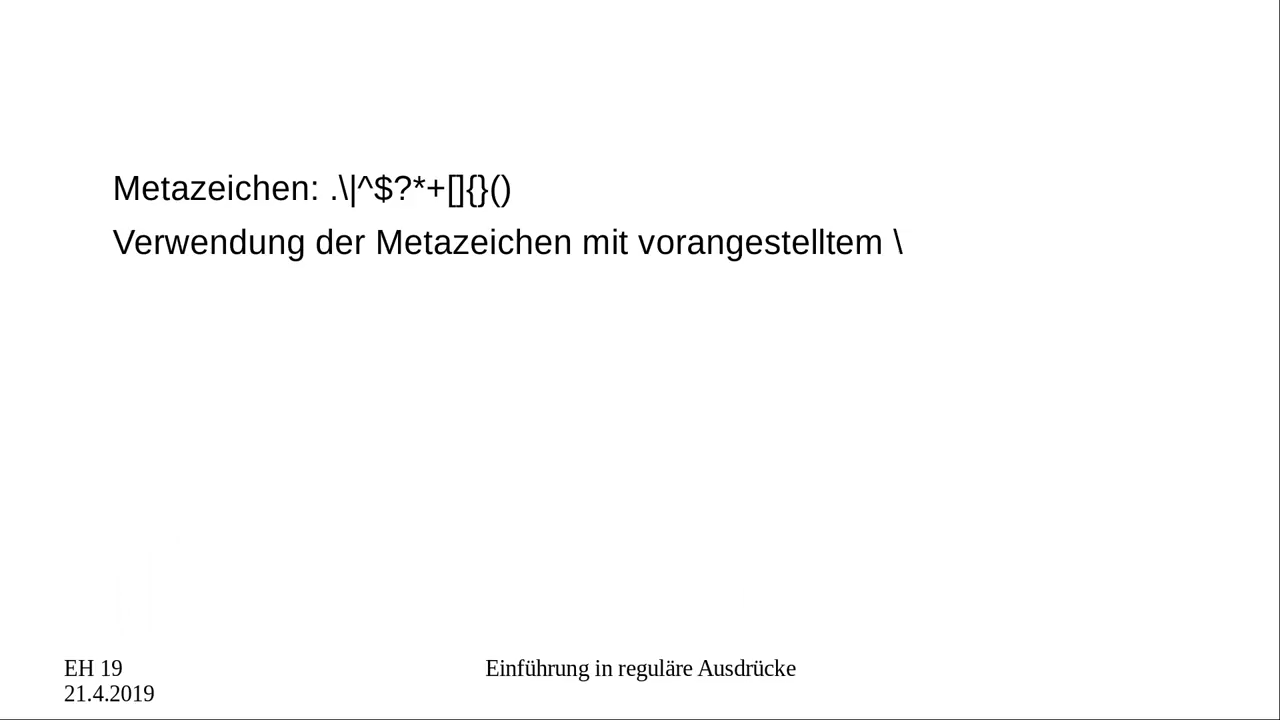 Metazeichen: .\|^$?*+[]{}()
Verwendung der Metazeichen mit vorangestelltem \
EH 19
21.4.2019
Einführung in reguläre Ausdrücke